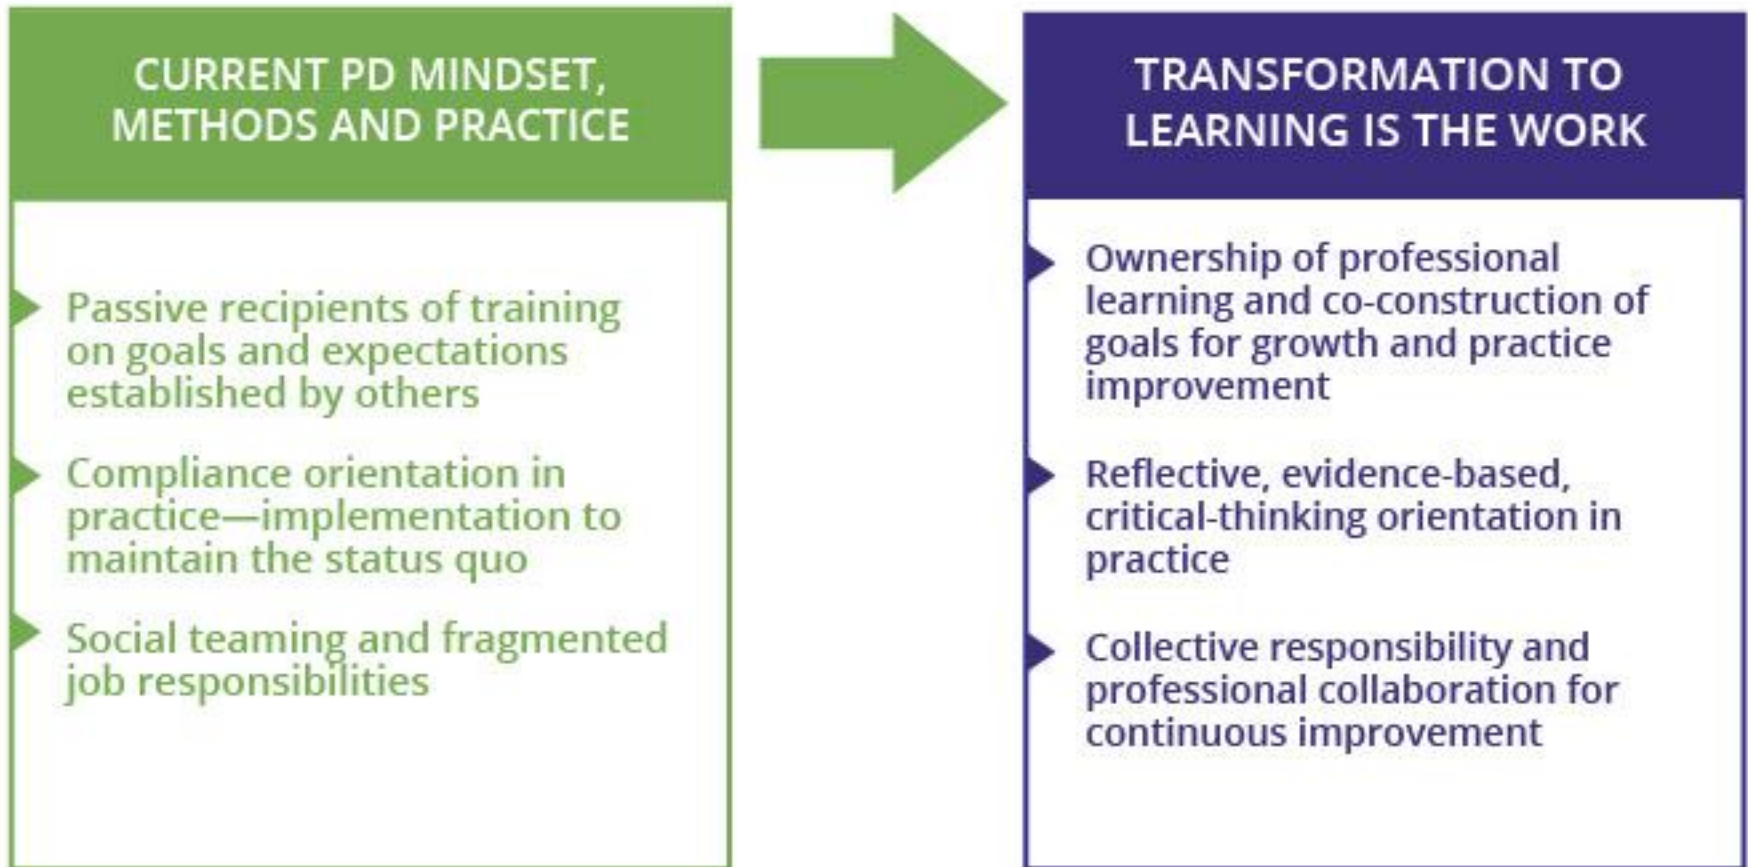 CURRENT PD MINDSET,
METHODS AND PRACTICE
Passive recipients of training
on goals and expectations
established by others
Compliance orientation in
practice—implementation to
maintain the status quo
Social teaming and fragmented
job responsibilities
TRANSFORMATION TO
LEARNING IS THE WORK
Ownership of professional
learning and co-construction of
goals for growth and practice
improvement
Reflective, evidence-based,
critical-thinking orientation in
practice
Collective responsibility and
professional collaboration for
continuous improvement